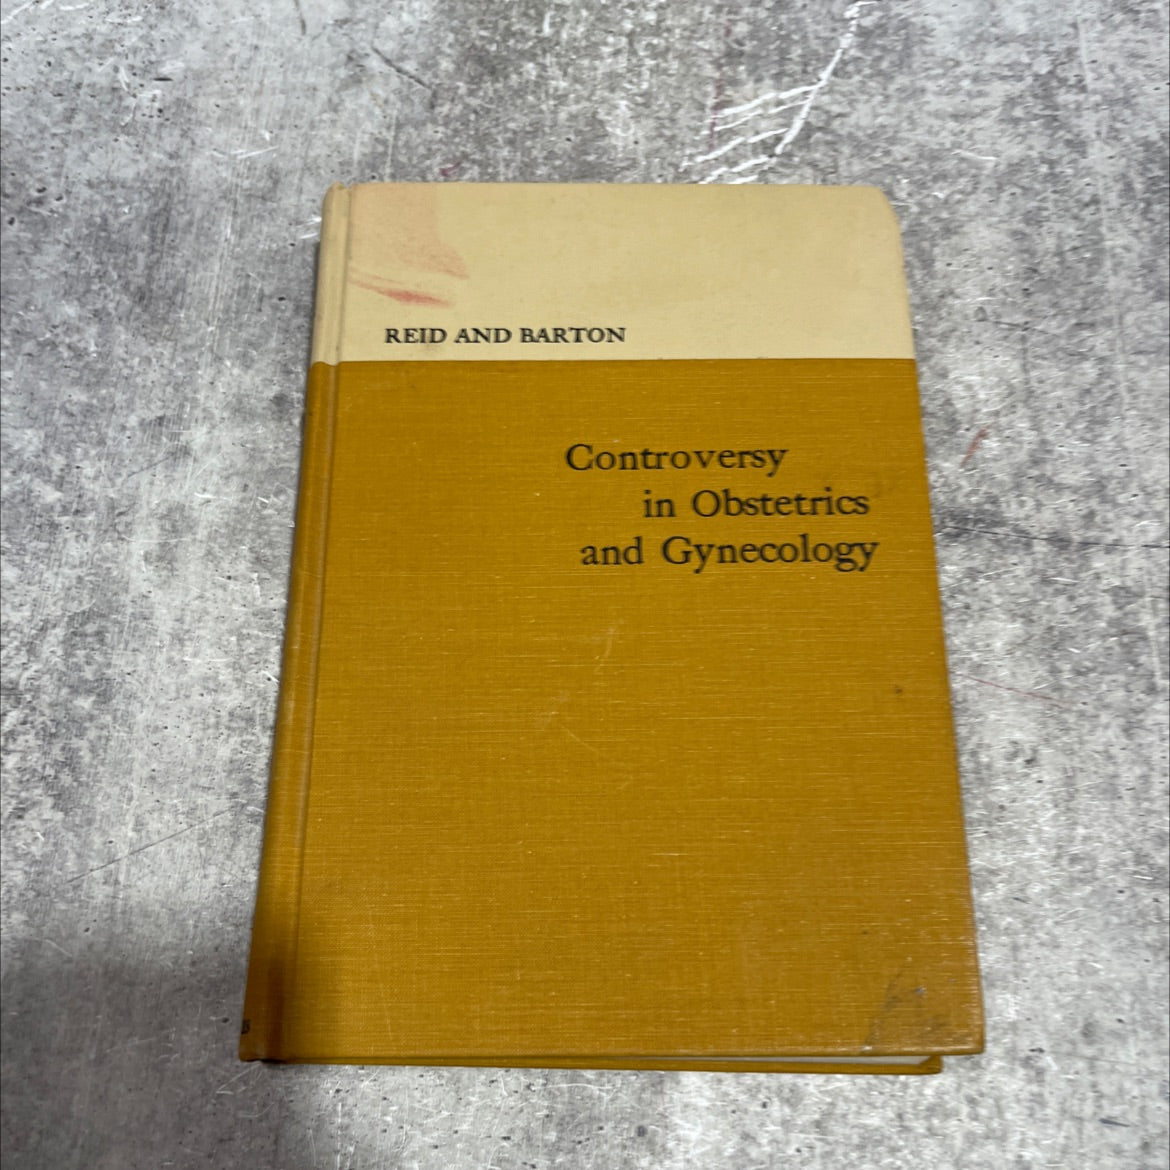 REID AND BARTON
Controversy
in Obstetrics
and Gynecology